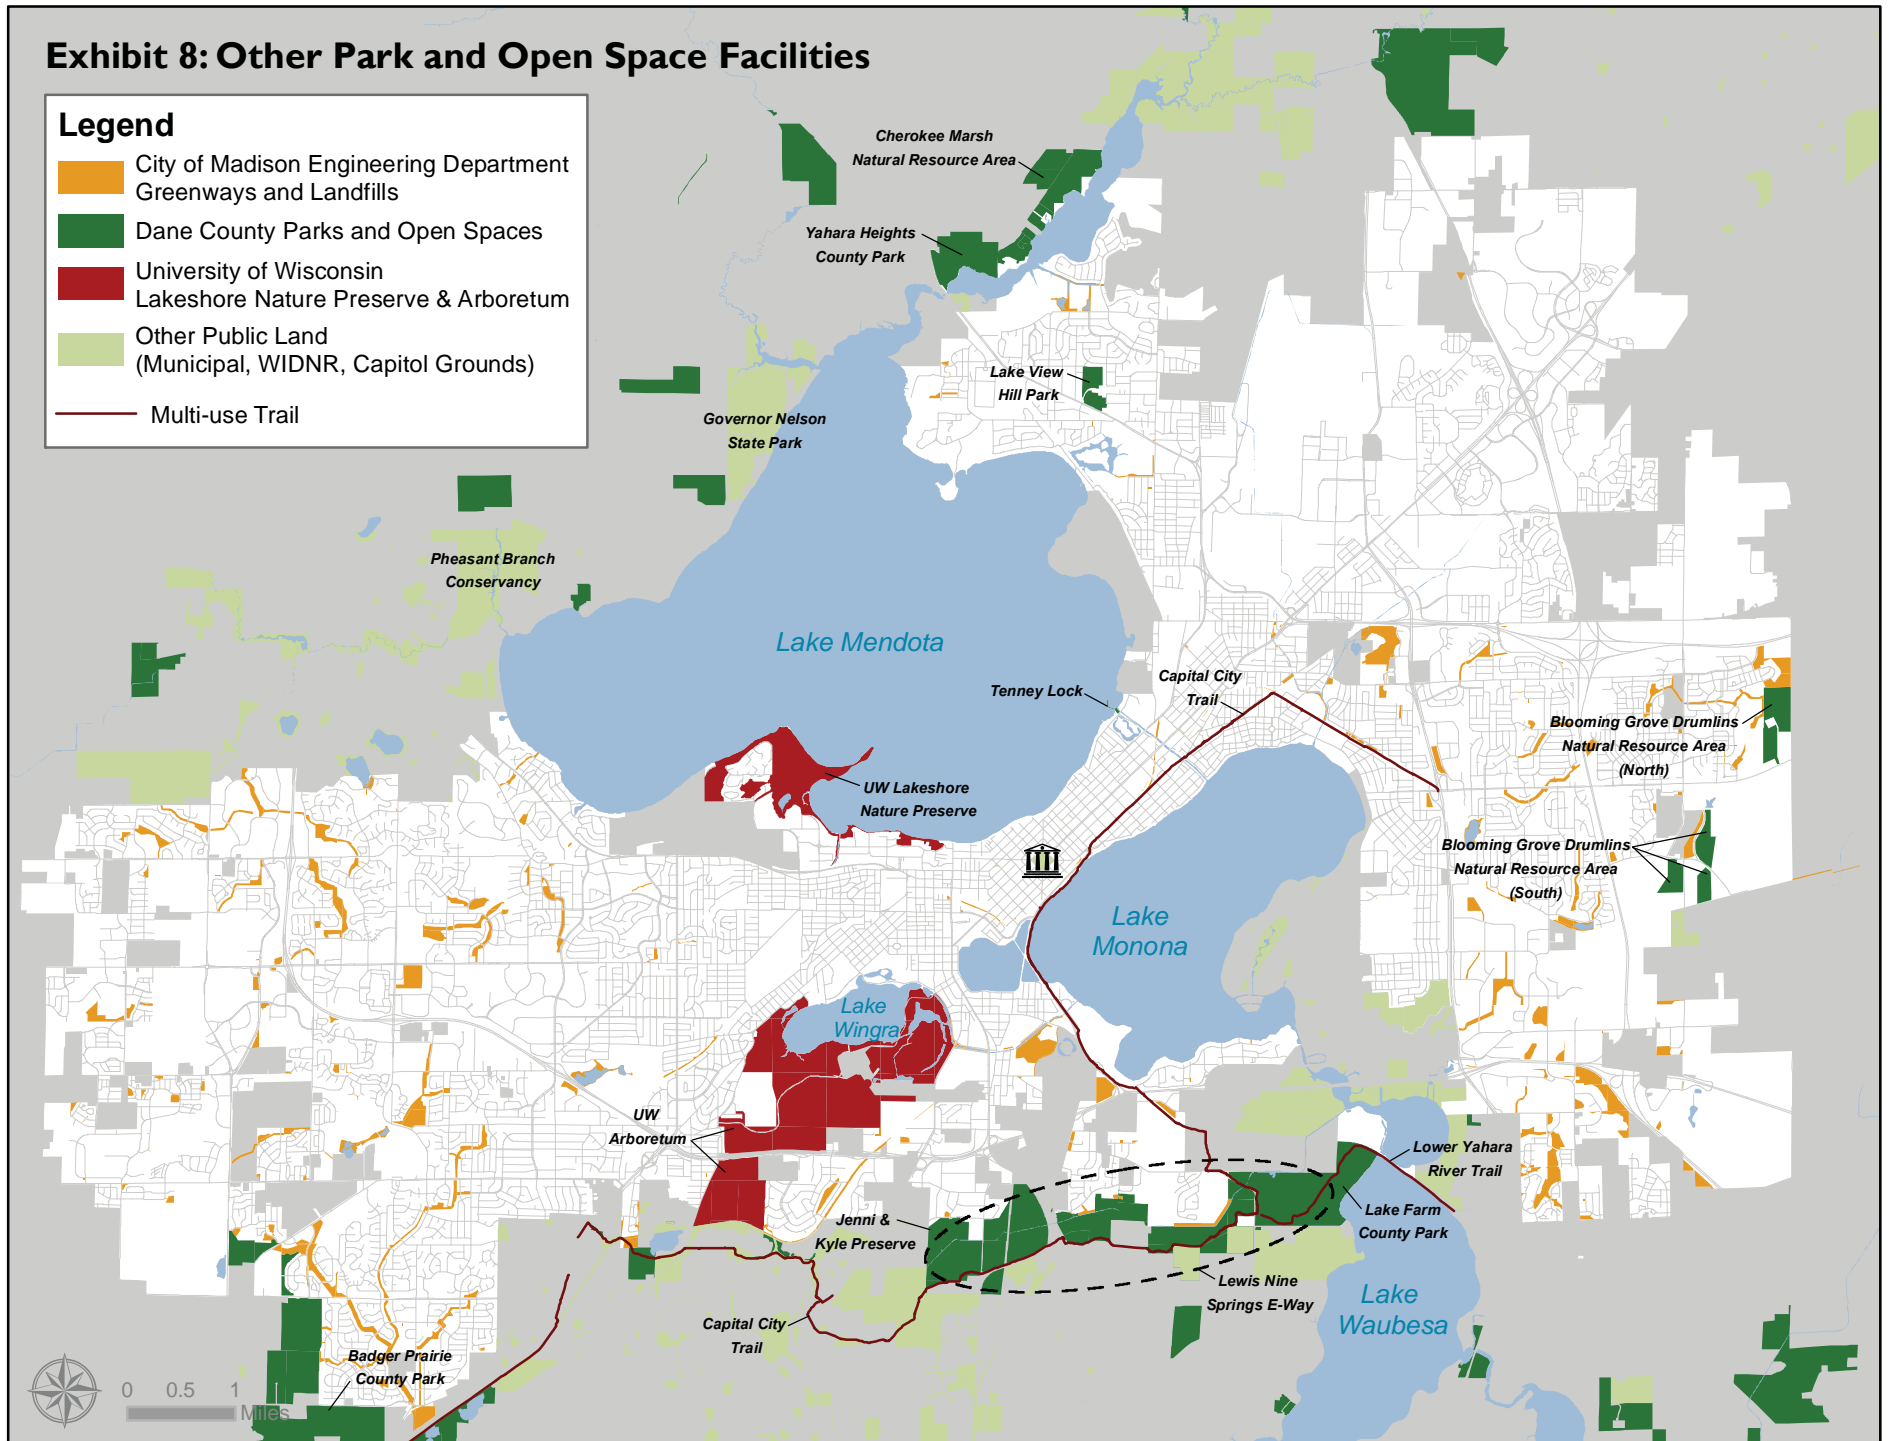 Exhibit 8: Other Park and Open Space Facilities
Legend
City of Madison Engineering Department
Greenways and Landfills
Dane County Parks and Open Spaces
University of Wisconsin
Lakeshore Nature Preserve & Arboretum
Other Public Land
(Municipal, WIDNR, Capitol Grounds)
Multi-use Trail
Cherokee Marsh
Natural Resource Area
Yahara Heights
County Park
Lake View
Hill Park
Governor Nelson
State Park
Pheasant Branch
Conservancy
Lake Mendota
Tenney Lock
Capital City
Trail
Blooming Grove Drumlins
Natural Resource Area
(North)
UW Lakeshore
Nature Preserve
Blooming Grove Drumlins
Natural Resource Area
(South)
Lake
Monona
Lake
Wingra
UW
Arboretum
Lower Yahara
River Trail
Jenni &
Kyle Preserve
Lake Farm
County Park
Lewis Nine
Springs E-Way
Lake
Waubesa
Capital City
Trail
Badger Prairie
County Park
0 0.5 1
Miles